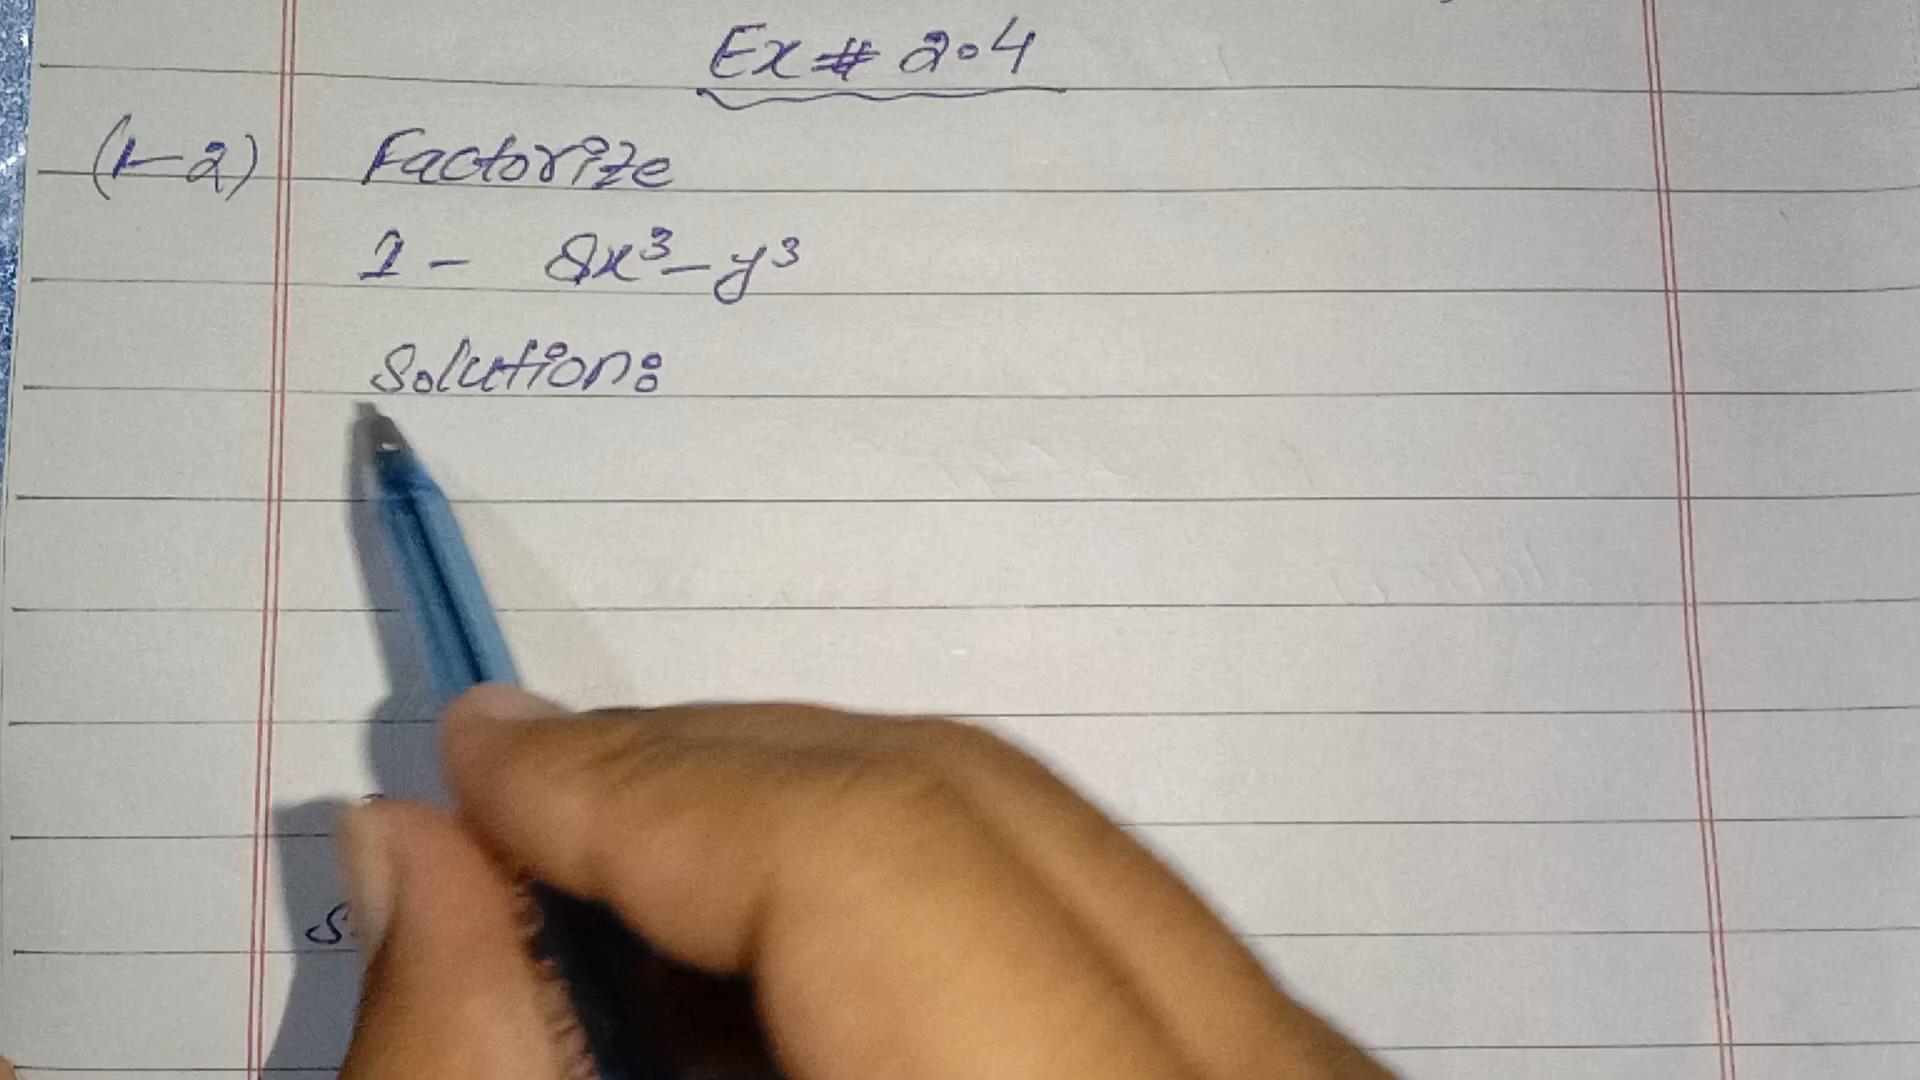 Ex # 2.4
(1-2) Factorize
1- 8x³-y³
Solution: